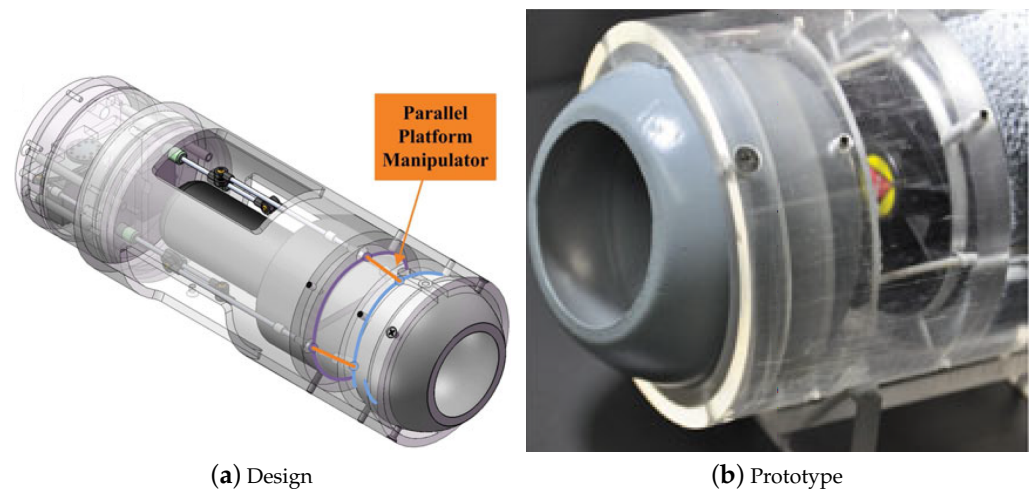 Parallel
Platform
Manipulator
(a) Design
(b) Prototype